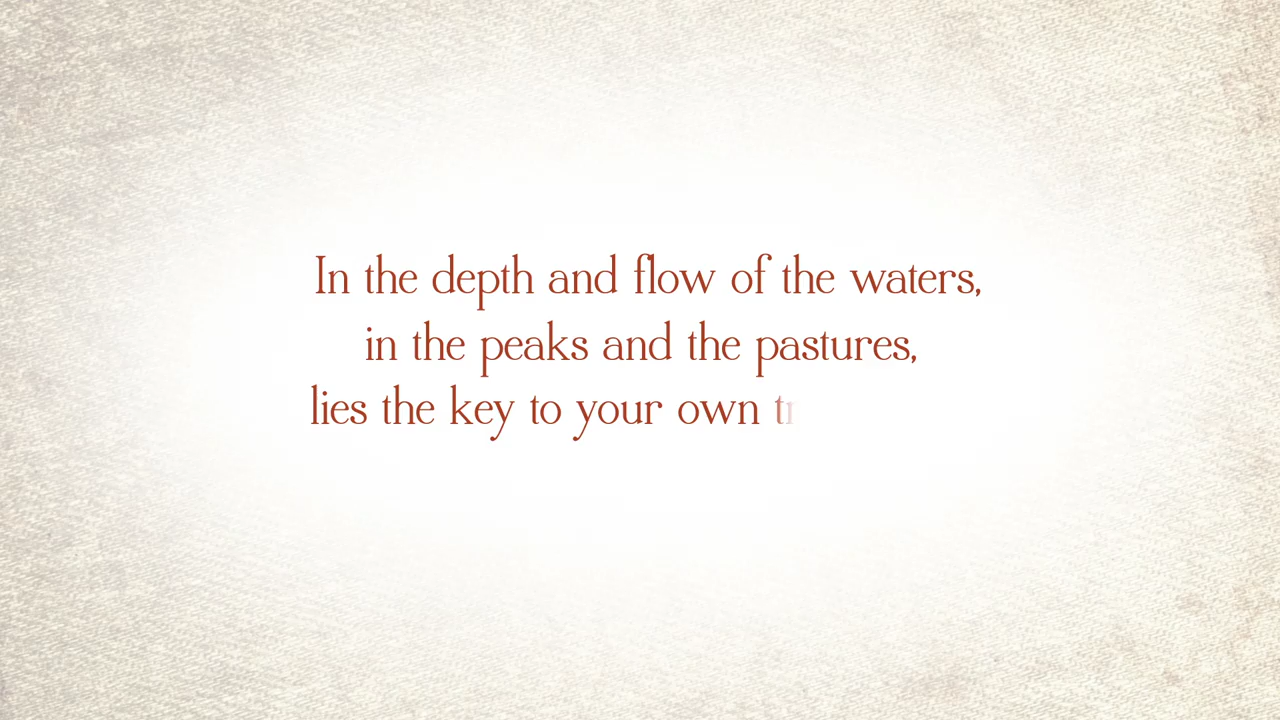 In the depth and flow of the waters,
in the peaks and the pastures,
lies the key to your own